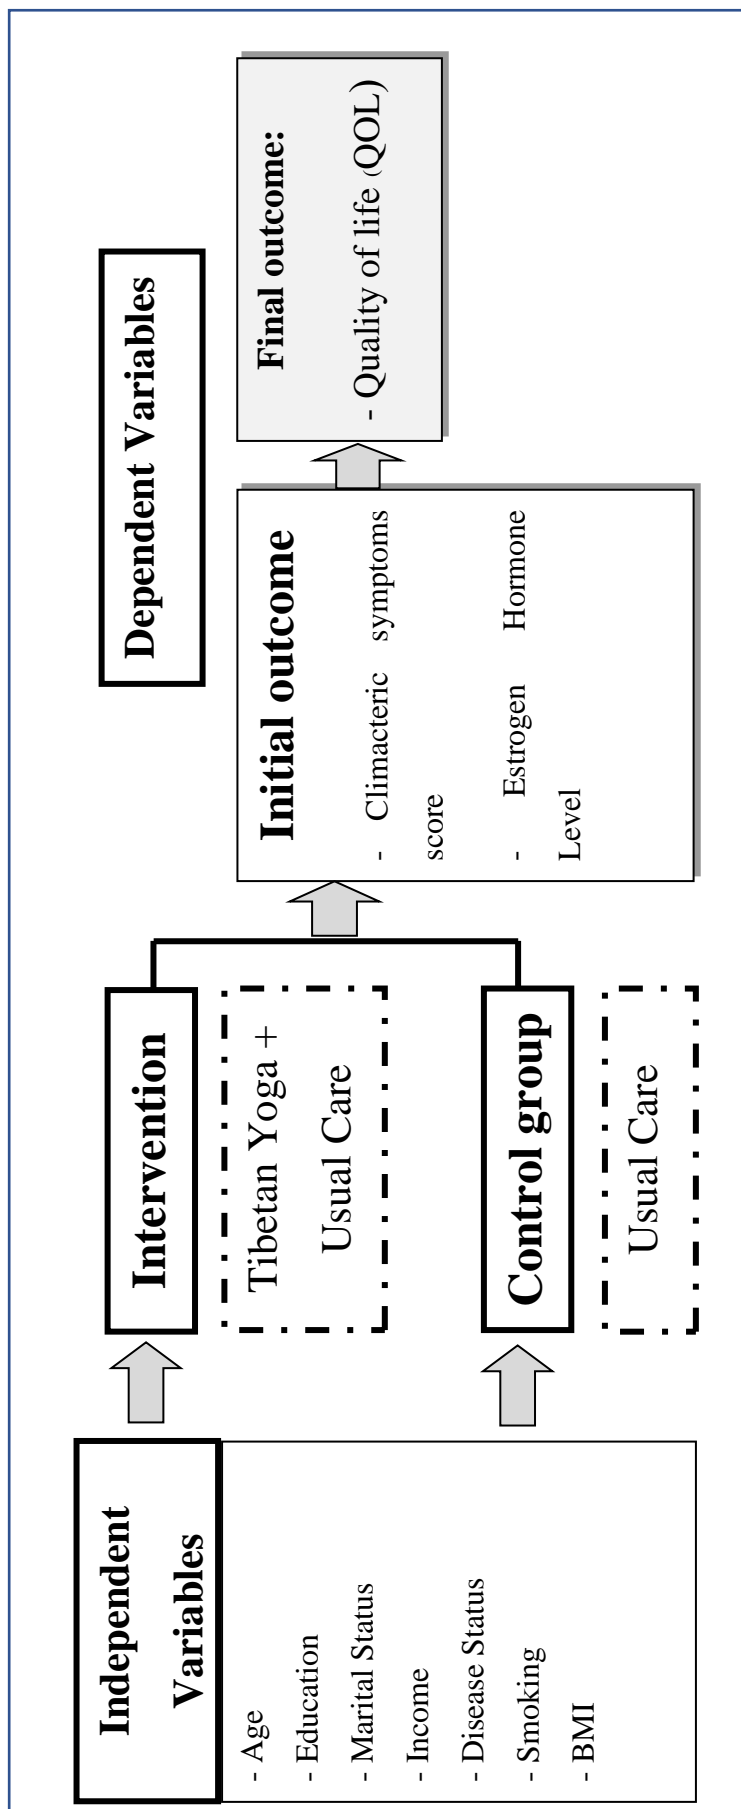 Independent
Variables
- Age
- Education
- Marital Status
- Income
- Disease Status
- Smoking
- BMI
Intervention
Tibetan Yoga +
Usual Care
Control group
Usual Care
Dependent Variables
Initial outcome
- Climacteric symptoms
score
- Estrogen Hormone
Level
Final outcome:
- Quality of life (QOL)